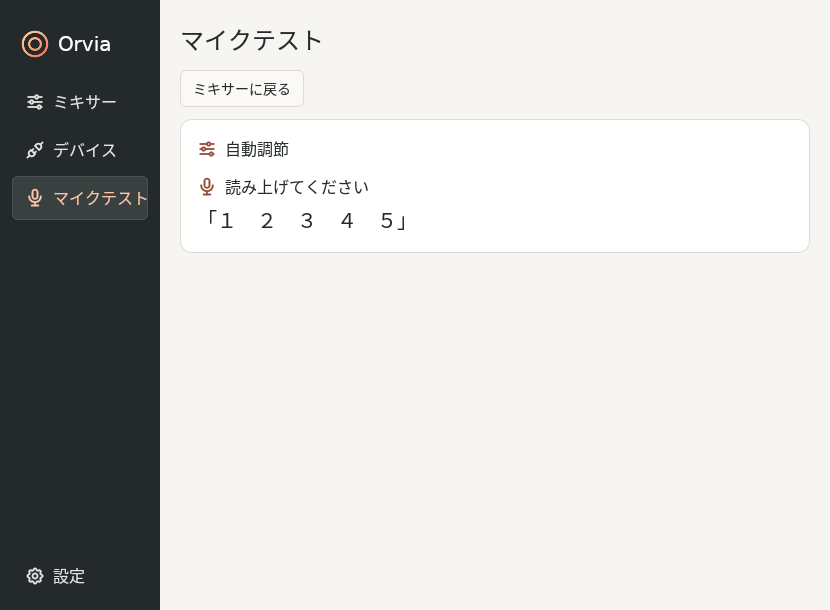 Orvia
ミキサー
デバイス
マイクテスト
設定
マイクテスト
ミキサーに戻る
自動調節
読み上げてください
「１　２　３　４　５」